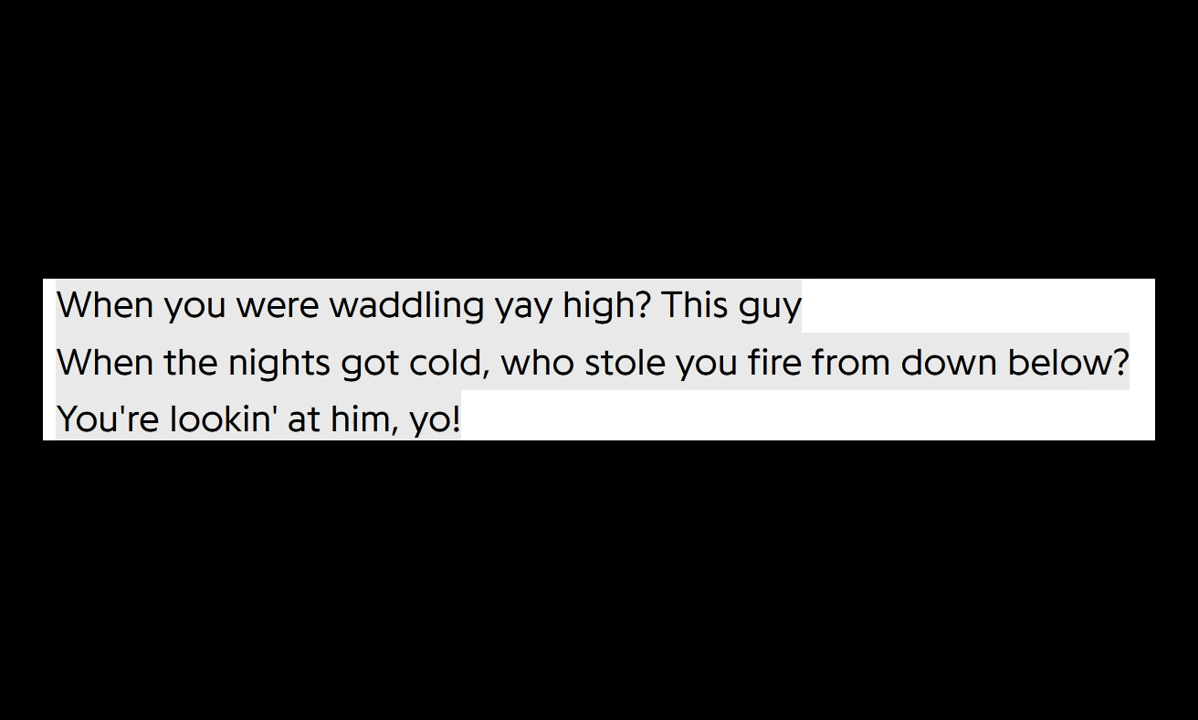 When you were waddling yay high? This guy
When the nights got cold, who stole you fire from down below?
You're lookin' at him, yo!